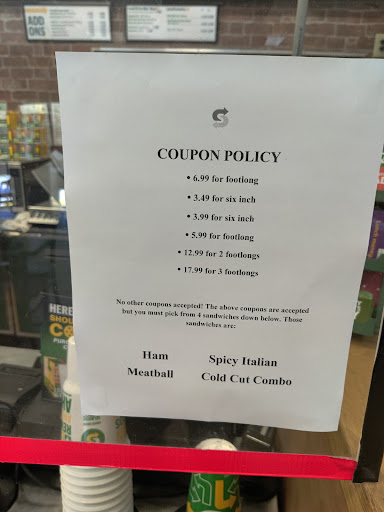 ADD
ONS
COUPON POLICY
• 6.99 for footlong
• 3.49 for six inch
• 3.99 for six inch
• 5.99 for footlong
• 12.99 for 2 footlongs
• 17.99 for 3 footlongs
No other coupons accepted! The above coupons are accepted
but you must pick from 4 sandwiches down below. Those
sandwiches are:
Ham Spicy Italian
Meatball Cold Cut Combo
HERE